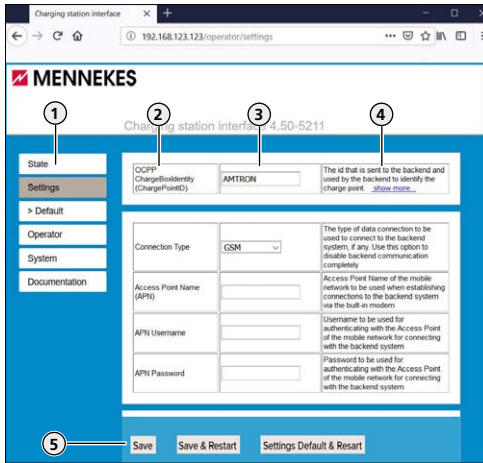 Charging station interface
192.168.123.123/operator/settings
MENNEKES
1
2
3
4
Charging station interface 4.50-5211
State
Settings
> Default
Operator
System
Documentation
OCPP
ChargeBoxIdentity
(ChargePointID)
AMTRON
The id that is sent to the backend and
used by the backend to identify the
charge point. show more...
Connection Type
GSM
The type of data connection to be
used to connect to the backend
system, if any. Use this option to
disable backend communication
completely
Access Point Name
(APN)
Access Point Name of the mobile
network to be used when establishing
connections to the backend system
via the built-in modem
APN Username
Username to be used for
authenticating with the Access Point
of the mobile network for connecting
with the backend system
APN Password
Password to be used for
authenticating with the Access Point
of the mobile network for connecting
with the backend system
5
Save
Save & Restart
Settings Default & Resart